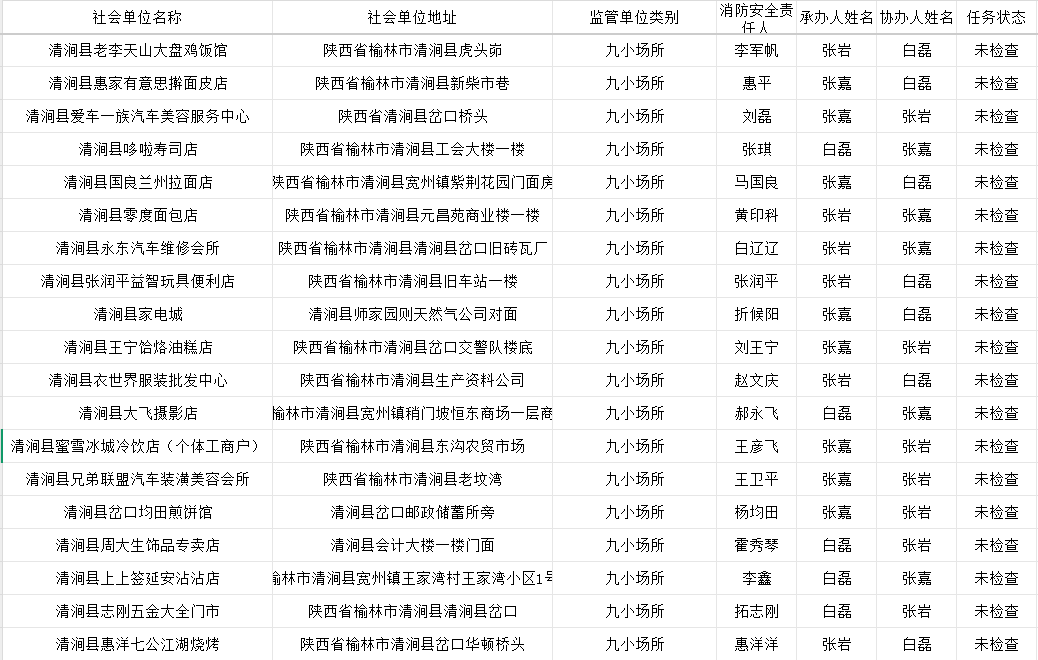 社会单位名称 社会单位地址 监管单位类别 消防安全责任人 承办人姓名 协办人姓名 任务状态
清涧县老李天山大盘鸡饭馆 陕西省榆林市清涧县虎头峁 九小场所 李军帆 张岩 白磊 未检查
清涧县惠家有意思擀面皮店 陕西省榆林市清涧县新柴市巷 九小场所 惠平 张嘉 白磊 未检查
清涧县爱车一族汽车美容服务中心 陕西省清涧县岔口桥头 九小场所 刘磊 张嘉 张岩 未检查
清涧县哆啦寿司店 陕西省榆林市清涧县工会大楼一楼 九小场所 张琪 白磊 张嘉 未检查
清涧县国良兰州拉面店 陕西省榆林市清涧县宽州镇紫荆花园门面房 九小场所 马国良 张嘉 白磊 未检查
清涧县零度面包店 陕西省榆林市清涧县元昌苑商业楼一楼 九小场所 黄印科 张岩 张嘉 未检查
清涧县永东汽车维修会所 陕西省榆林市清涧县清涧县岔口旧砖瓦厂 九小场所 白辽辽 张岩 张嘉 未检查
清涧县张润平益智玩具便利店 陕西省榆林市清涧县旧车站一楼 九小场所 张润平 张岩 白磊 未检查
清涧县家电城 清涧县师家园则天然气公司对面 九小场所 折候阳 张嘉 白磊 未检查
清涧县王宁饸烙油糕店 陕西省榆林市清涧县岔口交警队楼底 九小场所 刘王宁 张嘉 张岩 未检查
清涧县衣世界服装批发中心 陕西省榆林市清涧县生产资料公司 九小场所 赵文庆 张岩 白磊 未检查
清涧县大飞摄影店 榆林市清涧县宽州镇稍门坡恒东商场一层商 九小场所 郝永飞 白磊 张嘉 未检查
清涧县蜜雪冰城冷饮店（个体工商户） 陕西省榆林市清涧县东沟农贸市场 九小场所 王彦飞 张嘉 张岩 未检查
清涧县兄弟联盟汽车装潢美容会所 陕西省榆林市清涧县老坟湾 九小场所 王卫平 张嘉 张岩 未检查
清涧县岔口均田煎饼馆 清涧县岔口邮政储蓄所旁 九小场所 杨均田 张嘉 张岩 未检查
清涧县周大生饰品专卖店 清涧县会计大楼一楼门面 九小场所 霍秀琴 白磊 张岩 未检查
清涧县上上签延安沾沾店 榆林市清涧县宽州镇王家湾村王家湾小区1号 九小场所 李鑫 白磊 张嘉 未检查
清涧县志刚五金大全门市 陕西省榆林市清涧县清涧县岔口 九小场所 拓志刚 白磊 张岩 未检查
清涧县惠洋七公江湖烧烤 陕西省榆林市清涧县岔口华顿桥头 九小场所 惠洋洋 张岩 白磊 未检查